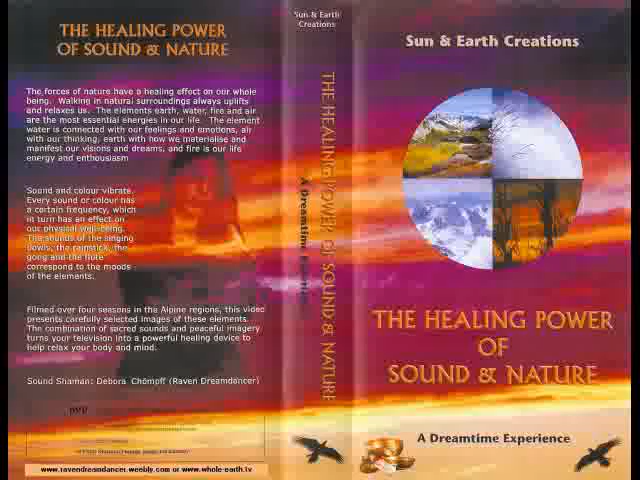 THE HEALING POWER
OF SOUND & NATURE
The forces of nature have a healing effect on our whole
being. Walking in natural surroundings always uplifts
and relaxes us. The elements earth, water, fire and air
are the most essential energies in our life. The element
water is connected with our feelings and emotions, air
with our thinking, earth with how we materialise and
manifest our visions and dreams, and fire is our life
energy and enthousiasm
Sound and colour vibrate.
Every sound or colour has
a certain frequency, which
in turn has an effect on
our physical well-being.
The sounds of the singing
bowls, the rainstick, the
gong and the flute
correspond to the moods
of the elements.
Filmed over four seasons in the Alpine regions, this video
presents carefully selected images of these elements.
The combination of sacred sounds and peaceful imagery
turns your television into a powerful healing device to
help relax your body and mind.
Sound Shaman: Debora Chömpff (Raven Dreamdancer)
www.ravendreamdancer.weebly.com or www.whole-earth.tv
Sun & Earth
Creations
THE HEALING POWER OF SOUND & NATURE
A Dreamtime
Sun & Earth Creations
THE HEALING POWER
OF
SOUND & NATURE
A Dreamtime Experience